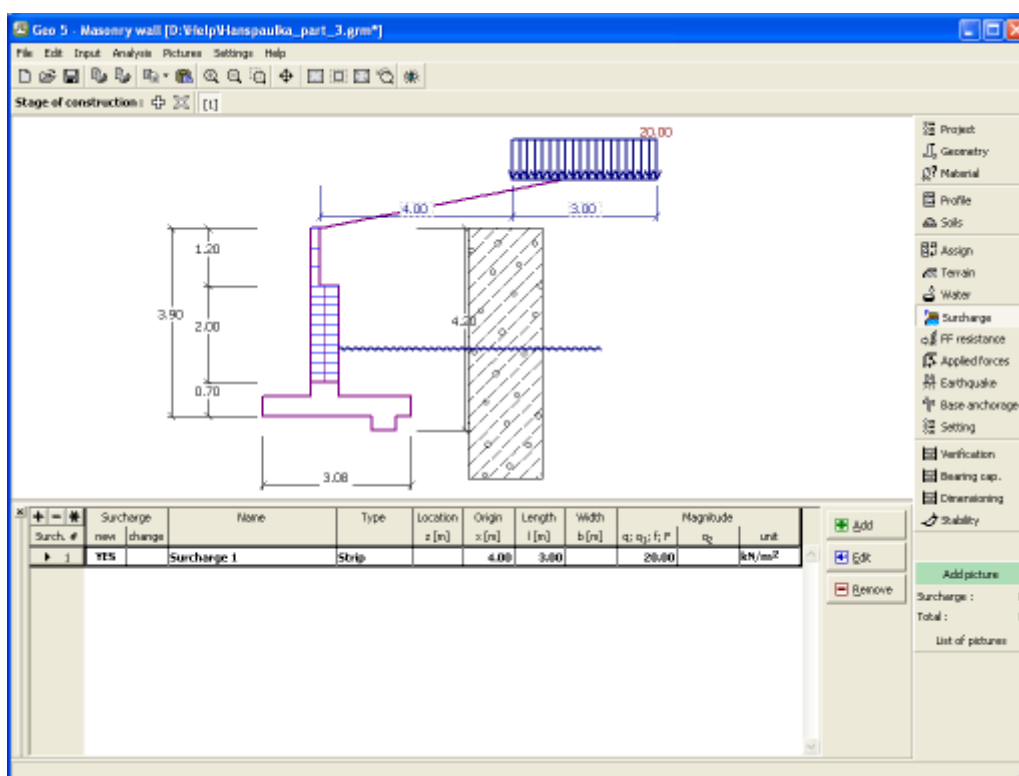 Geo 5 - Masonry wall [D:\Help\Hanspaulka_part_3.grm*]
File Edit Input Analysis Pictures Settings Help
Stage of construction: [1]
20.00
4.00 3.00
1.20
3.90
2.00
4.20
0.70
3.08
Project
Geometry
Material
Profile
Soils
Assign
Terrain
Water
Surcharge
FF resistance
Applied forces
Earthquake
Base anchorage
Setting
Verification
Bearing cap.
Dimensioning
Stability
Surcharge Name Type Location Origin Length Width Magnitude
Surch. # new change z [m] x [m] l [m] b [m] q; q1; f; F q2 unit
1 YES Surcharge 1 Strip 4.00 3.00 20.00 kN/m2
Add
Edit
Remove
Add picture
Surcharge :
Total :
List of pictures